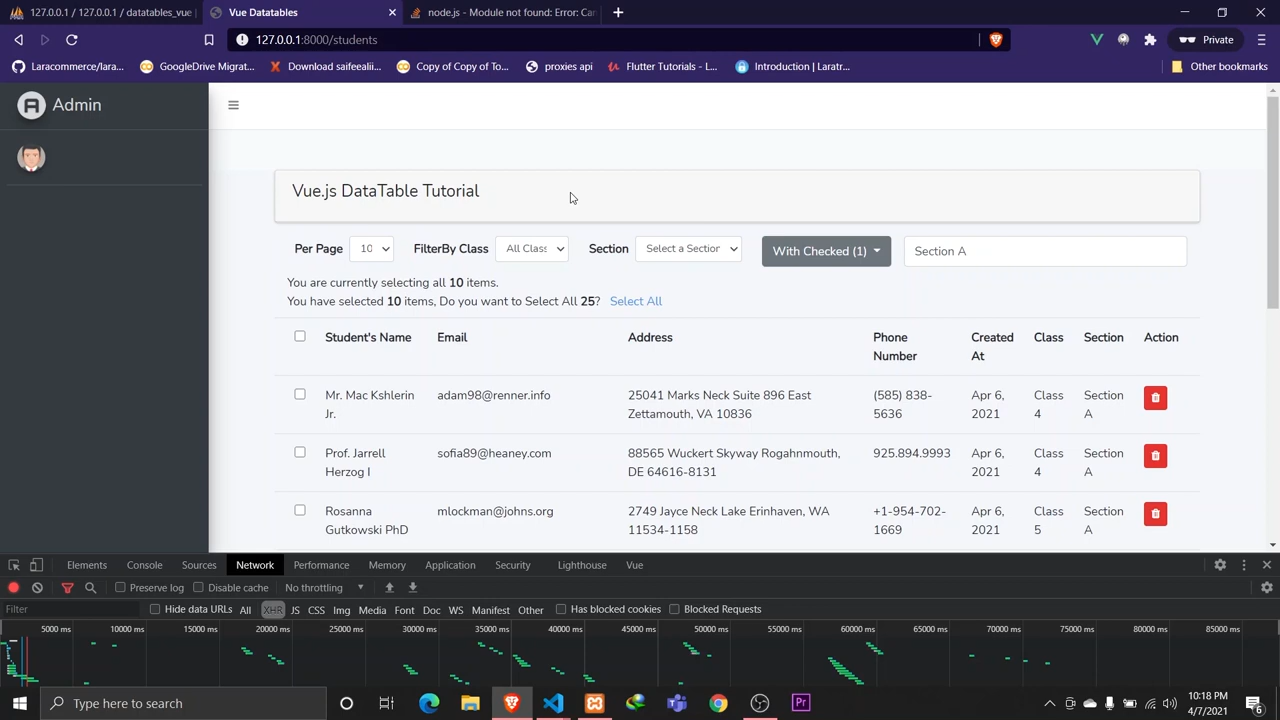 127.0.0.1 / 127.0.0.1 / datatables_vue
Vue Datatables
node.js - Module not found: Error: Can
127.0.0.1:8000/students
Private
Laracommerce/lara...
GoogleDrive Migrat...
Download saifeealii...
Copy of Copy of To...
proxies api
Flutter Tutorials - L...
Introduction | Laratr...
Other bookmarks
Admin
Vue.js DataTable Tutorial
Per Page
10
FilterBy Class
All Class
Section
Select a Section
With Checked (1)
Section A
You are currently selecting all 10 items.
You have selected 10 items, Do you want to Select All 25? Select All
Student's Name Email Address Phone Number Created At Class Section Action
Mr. Mac Kshlerin Jr. adam98@renner.info 25041 Marks Neck Suite 896 East Zettamouth, VA 10836 (585) 838-5636 Apr 6, 2021 Class 4 Section A
Prof. Jarrell Herzog I sofia89@heaney.com 88565 Wuckert Skyway Rogahnmouth, DE 64616-8131 925.894.9993 Apr 6, 2021 Class 4 Section A
Rosanna Gutkowski PhD mlockman@johns.org 2749 Jayce Neck Lake Erinhaven, WA 11534-1158 +1-954-702-1669 Apr 6, 2021 Class 5 Section A
Elements Console Sources Network Performance Memory Application Security Lighthouse Vue
Preserve log Disable cache No throttling
Filter Hide data URLs All XHR JS CSS Img Media Font Doc WS Manifest Other Has blocked cookies Blocked Requests
5000 ms 10000 ms 15000 ms 20000 ms 25000 ms 30000 ms 35000 ms 40000 ms 45000 ms 50000 ms 55000 ms 60000 ms 65000 ms 70000 ms 75000 ms 80000 ms 85000 ms
Type here to search
Pr
10:18 PM
4/7/2021
6